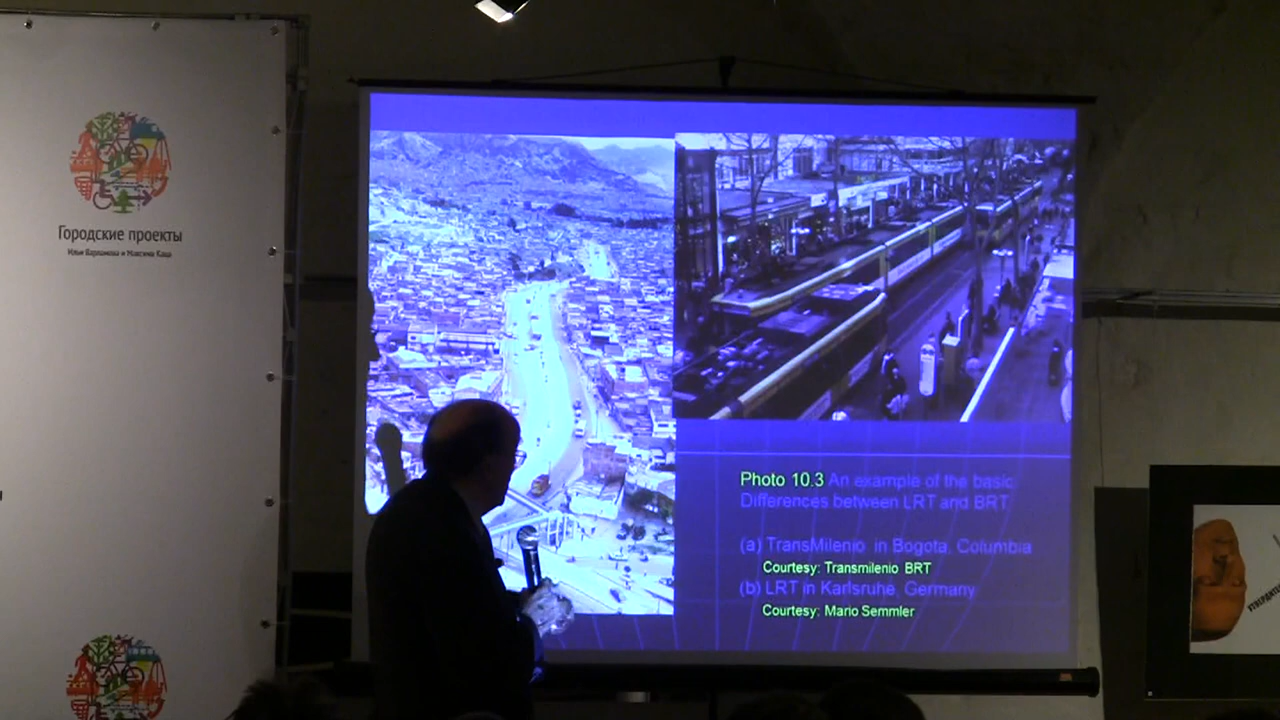 Городские проекты
Ильи Варламова и Максима Каца
Photo 10.3 An example of the basic
Differences between LRT and BRT
(a) TransMilenio in Bogota, Columbia
Courtesy: Transmilenio BRT
(b) LRT in Karlsruhe, Germany
Courtesy: Mario Semmler